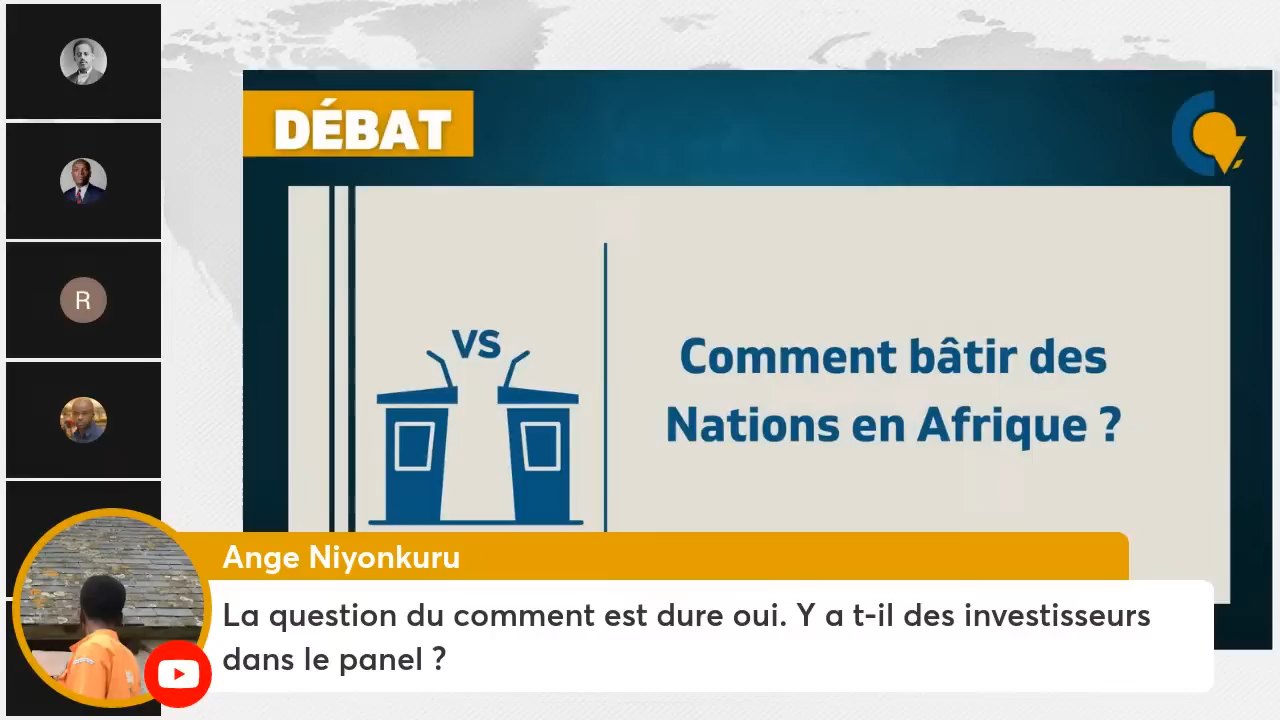 DÉBAT
R
VS
Comment bâtir des
Nations en Afrique ?
Ange Niyonkuru
La question du comment est dure oui. Y a t-il des investisseurs
dans le panel ?